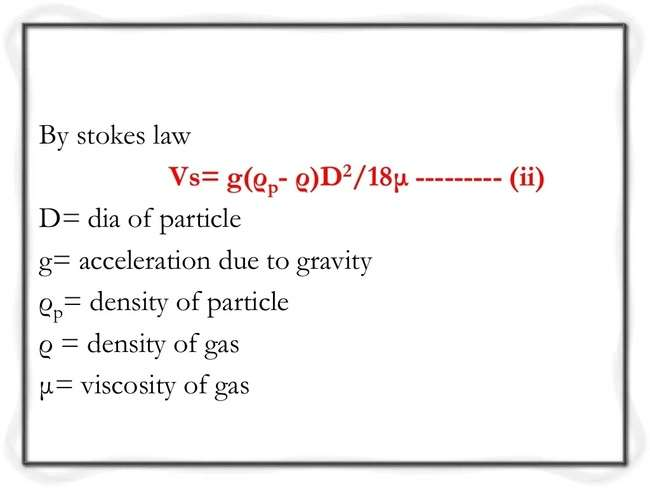 By stokes law
Vs= g(ρp- ρ)D²/18μ --------- (ii)
D= dia of particle
g= acceleration due to gravity
ρp= density of particle
ρ = density of gas
μ= viscosity of gas